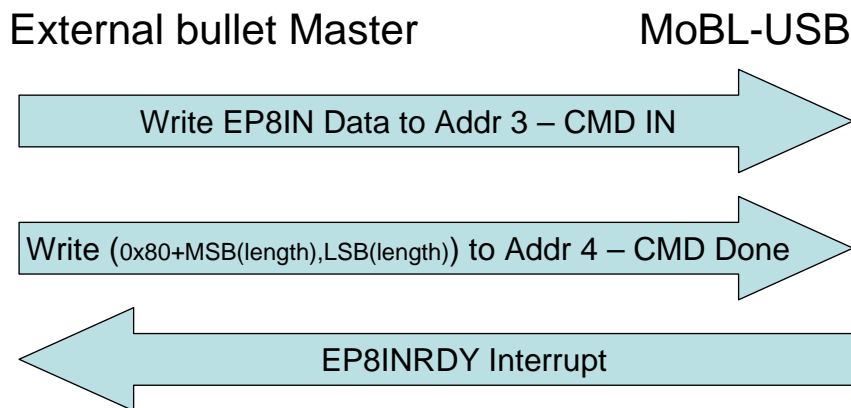 External bullet Master MoBL-USB
Write EP8IN Data to Addr 3 – CMD IN
Write (0x80+MSB(length),LSB(length)) to Addr 4 – CMD Done
EP8INRDY Interrupt